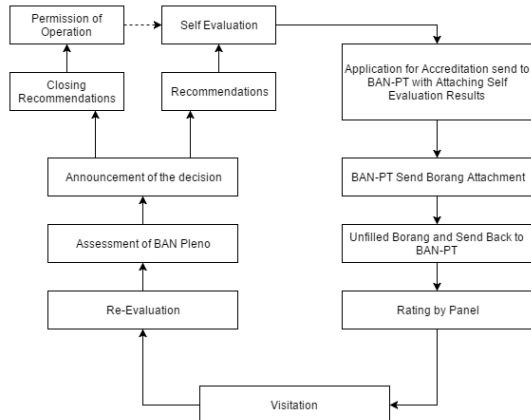 Permission of
Operation
Self Evaluation
Closing
Recommendations
Recommendations
Application for Accreditation send to
BAN-PT with Attaching Self
Evaluation Results
Announcement of the decision
BAN-PT Send Borang Attachment
Assessment of BAN Pleno
Unfilled Borang and Send Back to
BAN-PT
Re-Evaluation
Rating by Panel
Visitation